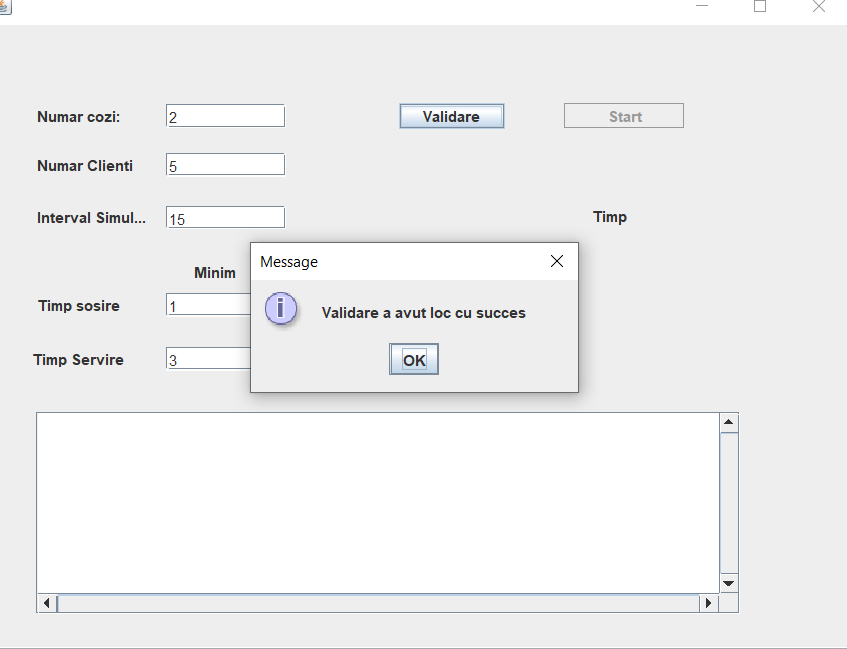 Numar cozi: 2 Validare Start
Numar Clienti 5
Interval Simul... 15 Timp
Minim
Timp sosire 1
Timp Servire 3
Message
i Validare a avut loc cu succes
OK